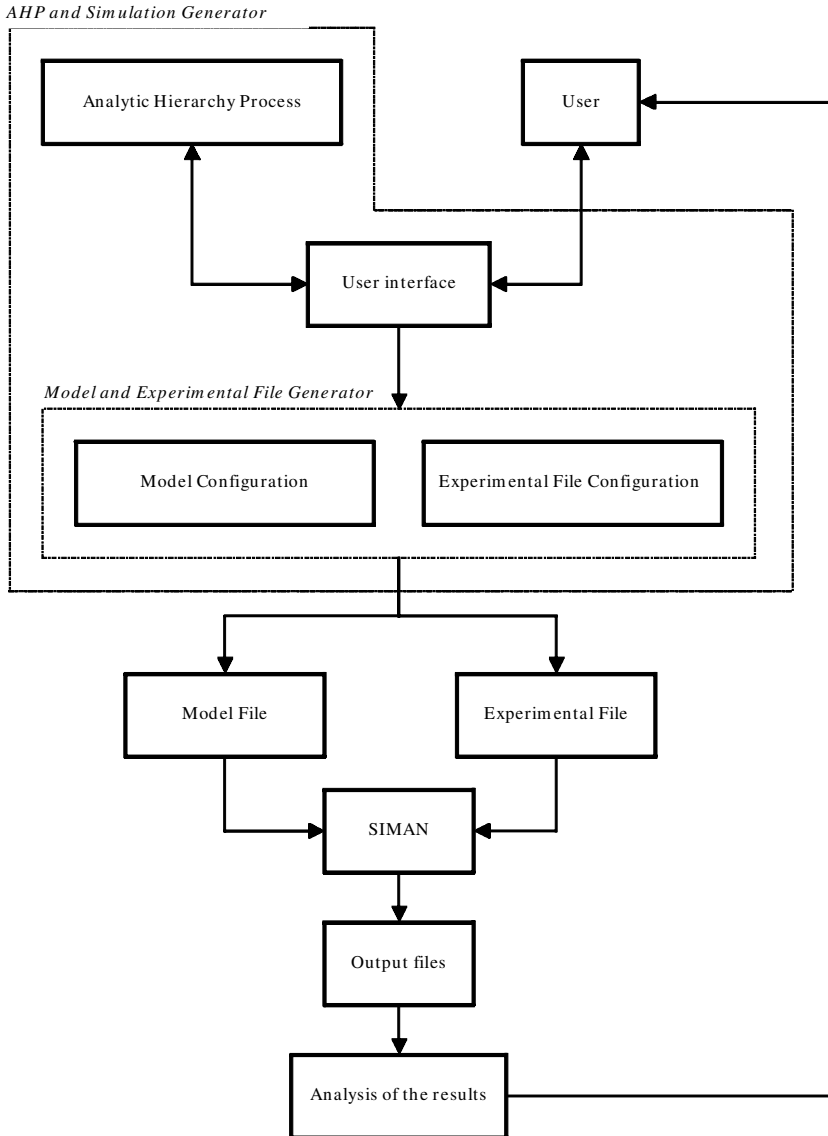 AHP and Simulation Generator
Analytic Hierarchy Process
User
User interface
Model and Experimental File Generator
Model Configuration
Experimental File Configuration
Model File
Experimental File
SIMAN
Output files
Analysis of the results